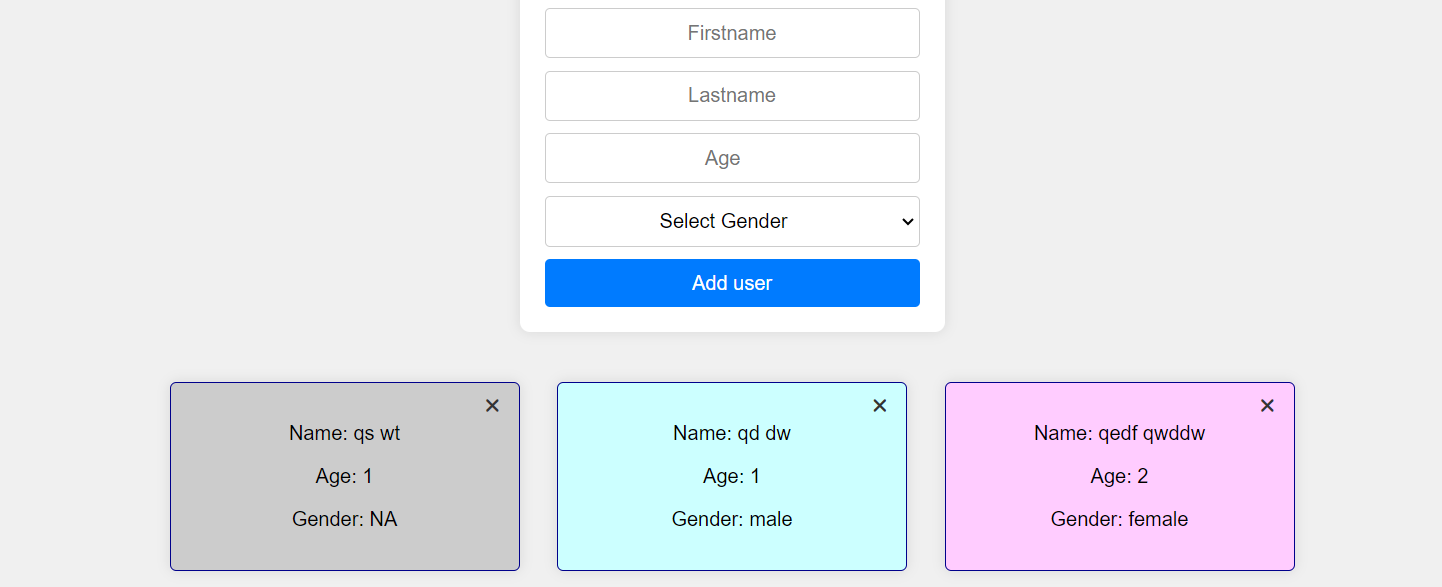 Firstname
Lastname
Age
Select Gender
Add user
Name: qs wt
Age: 1
Gender: NA
Name: qd dw
Age: 1
Gender: male
Name: qedf qwddw
Age: 2
Gender: female